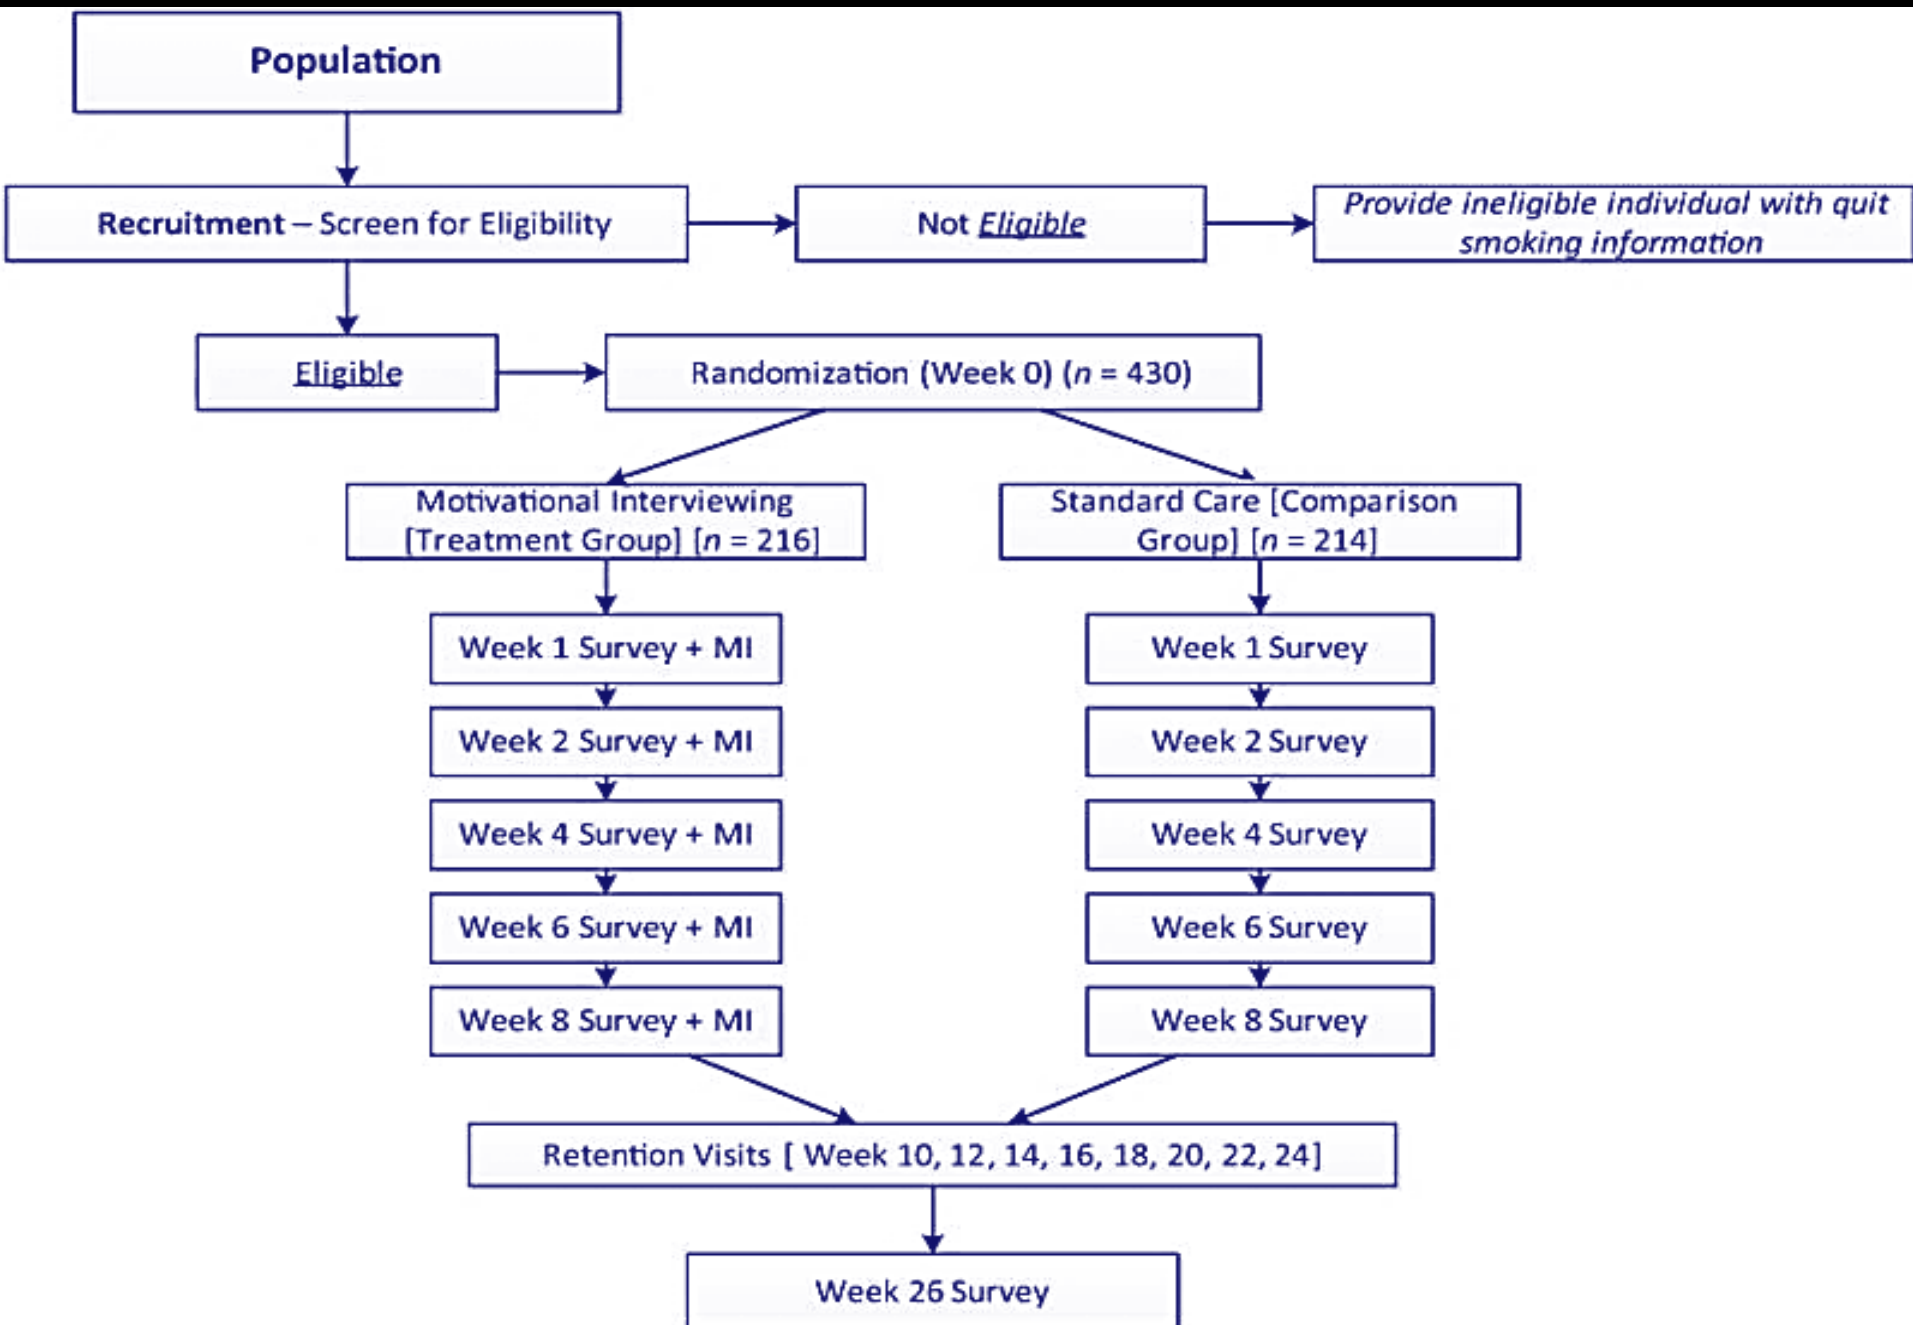 Population
Recruitment – Screen for Eligibility
Not Eligible
Provide ineligible individual with quit
smoking information
Eligible
Randomization (Week 0) (n = 430)
Motivational Interviewing
[Treatment Group] [n = 216]
Standard Care [Comparison
Group] [n = 214]
Week 1 Survey + MI
Week 2 Survey + MI
Week 4 Survey + MI
Week 6 Survey + MI
Week 8 Survey + MI
Week 1 Survey
Week 2 Survey
Week 4 Survey
Week 6 Survey
Week 8 Survey
Retention Visits [ Week 10, 12, 14, 16, 18, 20, 22, 24]
Week 26 Survey